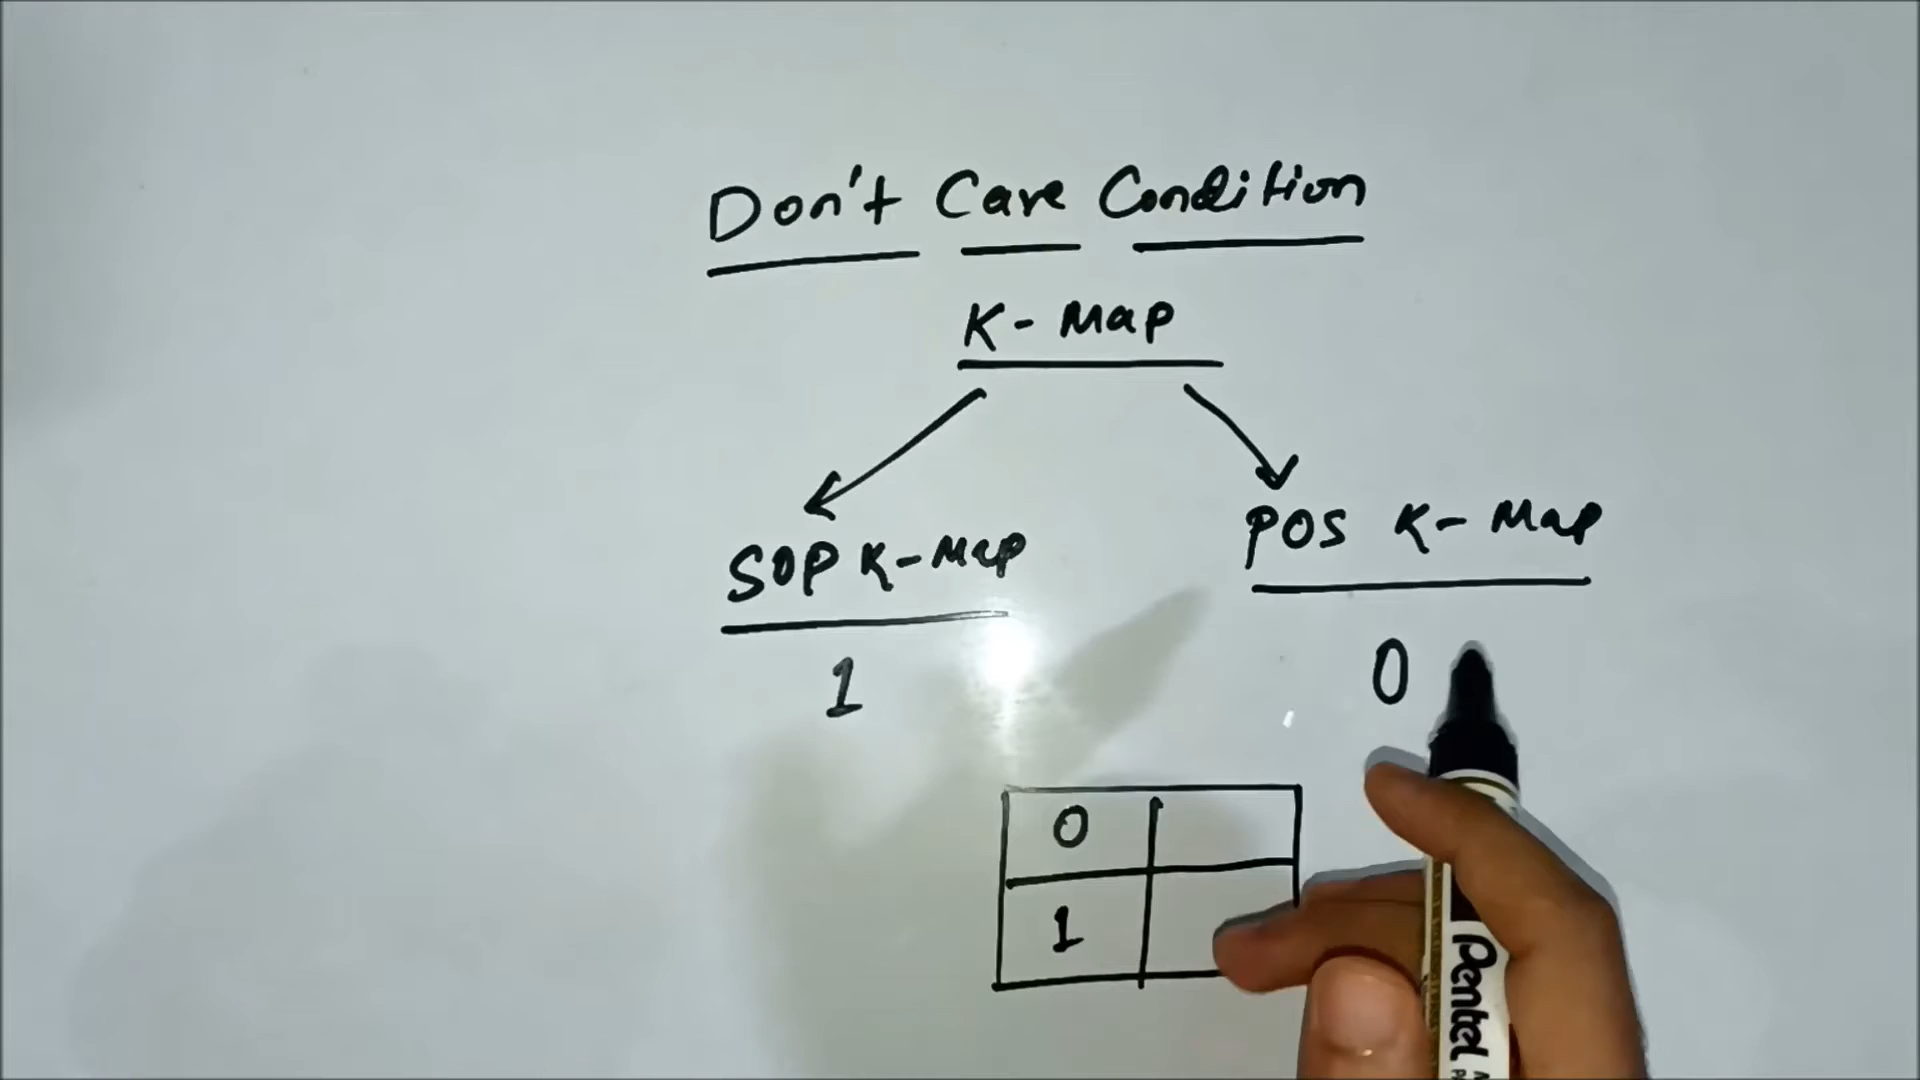 Don't Care Condition
K- Map
SOP K-Map
POS K- Map
1
0
0
1
Pentel